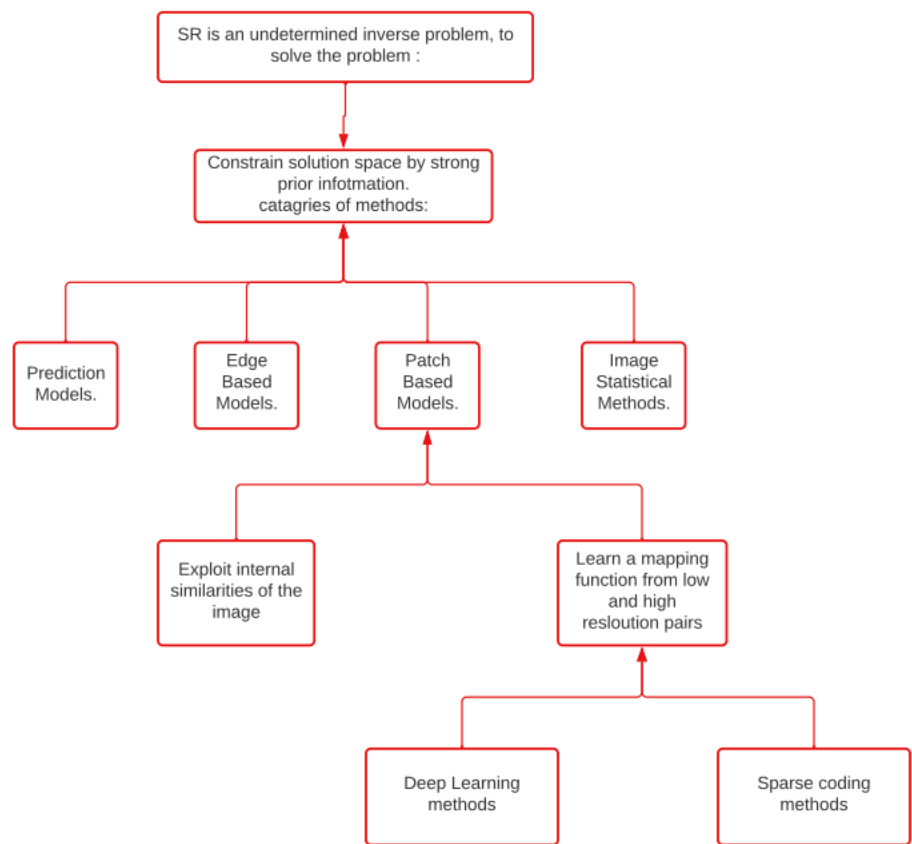 SR is an undetermined inverse problem, to
solve the problem :
Constrain solution space by strong
prior infotmation.
catagries of methods:
Prediction
Models.
Edge
Based
Models.
Patch
Based
Models.
Image
Statistical
Methods.
Exploit internal
similarities of the
image
Learn a mapping
function from low
and high
resloution pairs
Deep Learning
methods
Sparse coding
methods